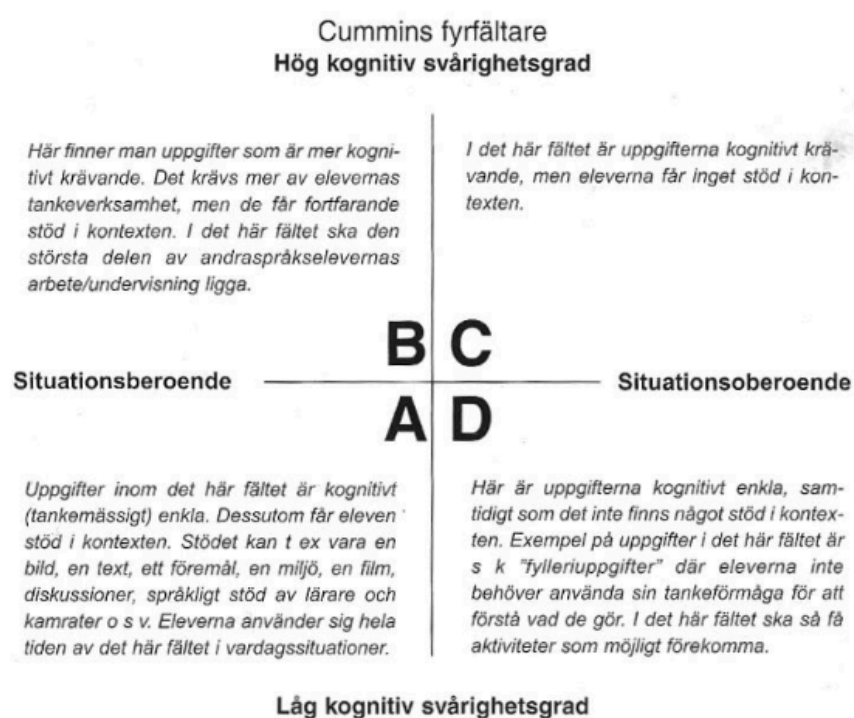 Cummins fyrfältare
Hög kognitiv svårighetsgrad
Här finner man uppgifter som är mer kogni-
tivt krävande. Det krävs mer av elevernas
tankeverksamhet, men de får fortfarande
stöd i kontexten. I det här fältet ska den
största delen av andraspråkselevernas
arbete/undervisning ligga.
I det här fältet är uppgifterna kognitivt krä-
vande, men eleverna får inget stöd i kon-
texten.
B C
Situationsberoende
Situationsoberoende
A D
Uppgifter inom det här fältet är kognitivt
(tankemässigt) enkla. Dessutom får eleven
stöd i kontexten. Stödet kan t ex vara en
bild, en text, ett föremål, en miljö, en film,
diskussioner, språkligt stöd av lärare och
kamrater o s v. Eleverna använder sig hela
tiden av det här fältet i vardagssituationer.
Här är uppgifterna kognitivt enkla, sam-
tidigt som det inte finns något stöd i kontex-
ten. Exempel på uppgifter i det här fältet är
s k "fylleriuppgifter" där eleverna inte
behöver använda sin tankeförmåga för att
förstå vad de gör. I det här fältet ska så få
aktiviteter som möjligt förekomma.
Låg kognitiv svårighetsgrad